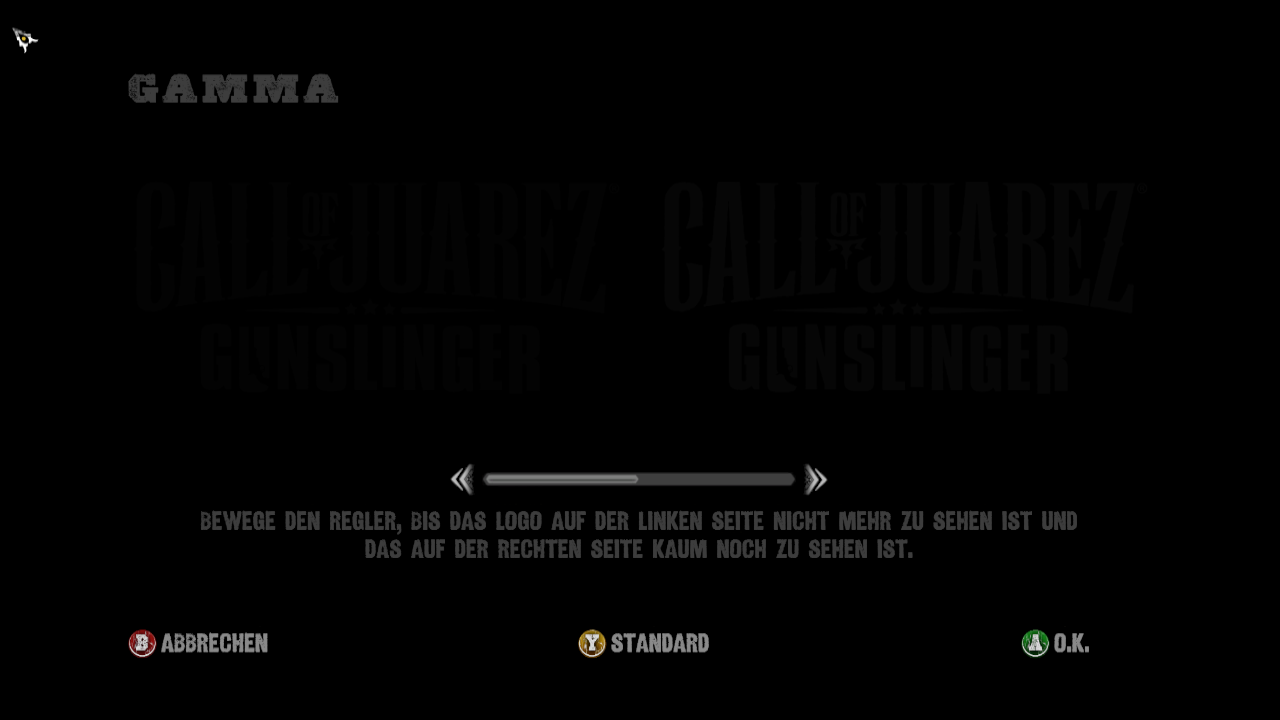 GAMMA
CALL OF JUAREZ CALL OF JUAREZ®
GUNSLINGER GUNSLINGER
BEWEGE DEN REGLER, BIS DAS LOGO AUF DER LINKEN SEITE NICHT MEHR ZU SEHEN IST UND
DAS AUF DER RECHTEN SEITE KAUM NOCH ZU SEHEN IST.
B ABBRECHEN Y STANDARD A O.K.